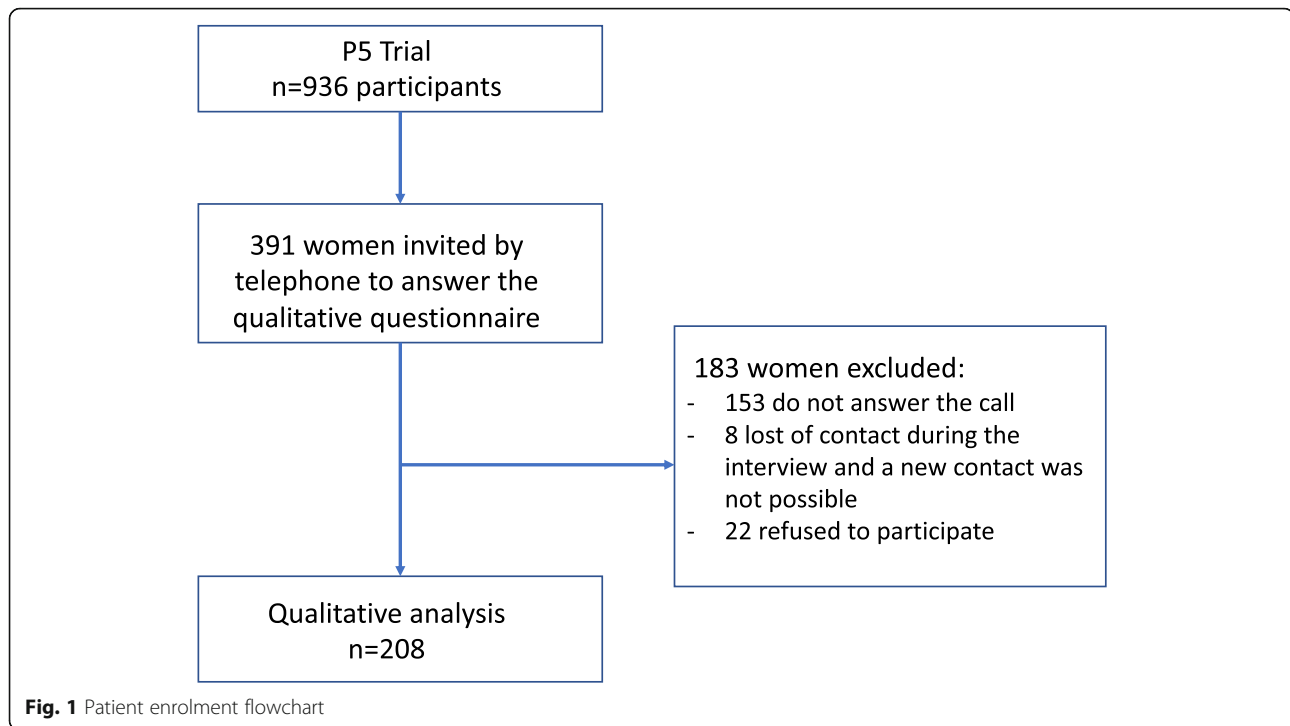 P5 Trial
n=936 participants
391 women invited by
telephone to answer the
qualitative questionnaire
183 women excluded:
- 153 do not answer the call
- 8 lost of contact during the
interview and a new contact was
not possible
- 22 refused to participate
Qualitative analysis
n=208
Fig. 1 Patient enrolment flowchart